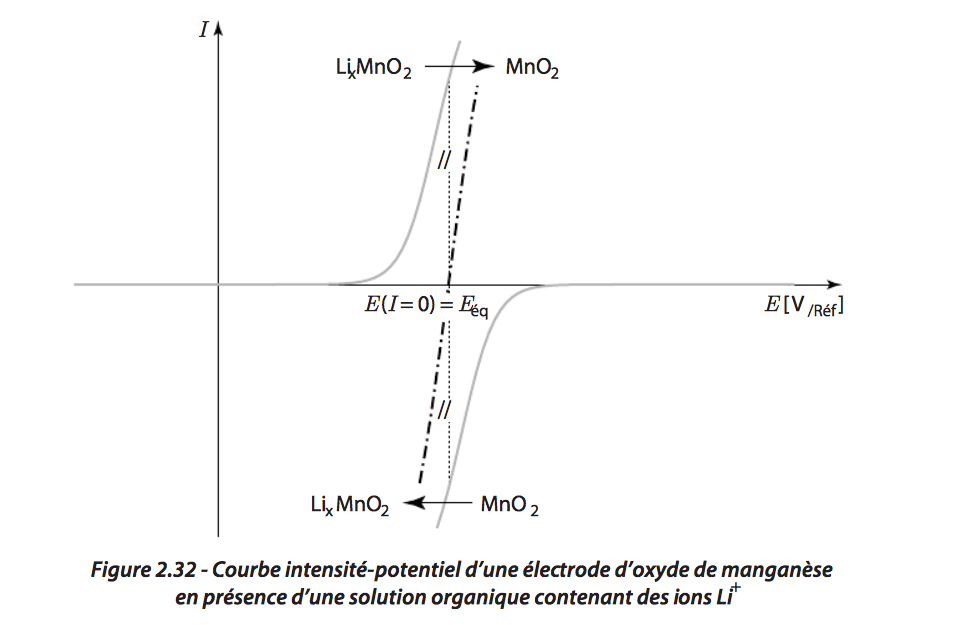 I
LiₓMnO₂ → MnO₂
//
E(I=0) = Eéq
E [V/Réf]
//
LiₓMnO₂ ← MnO₂
Figure 2.32 - Courbe intensité-potentiel d'une électrode d'oxyde de manganèse
en présence d'une solution organique contenant des ions Li⁺